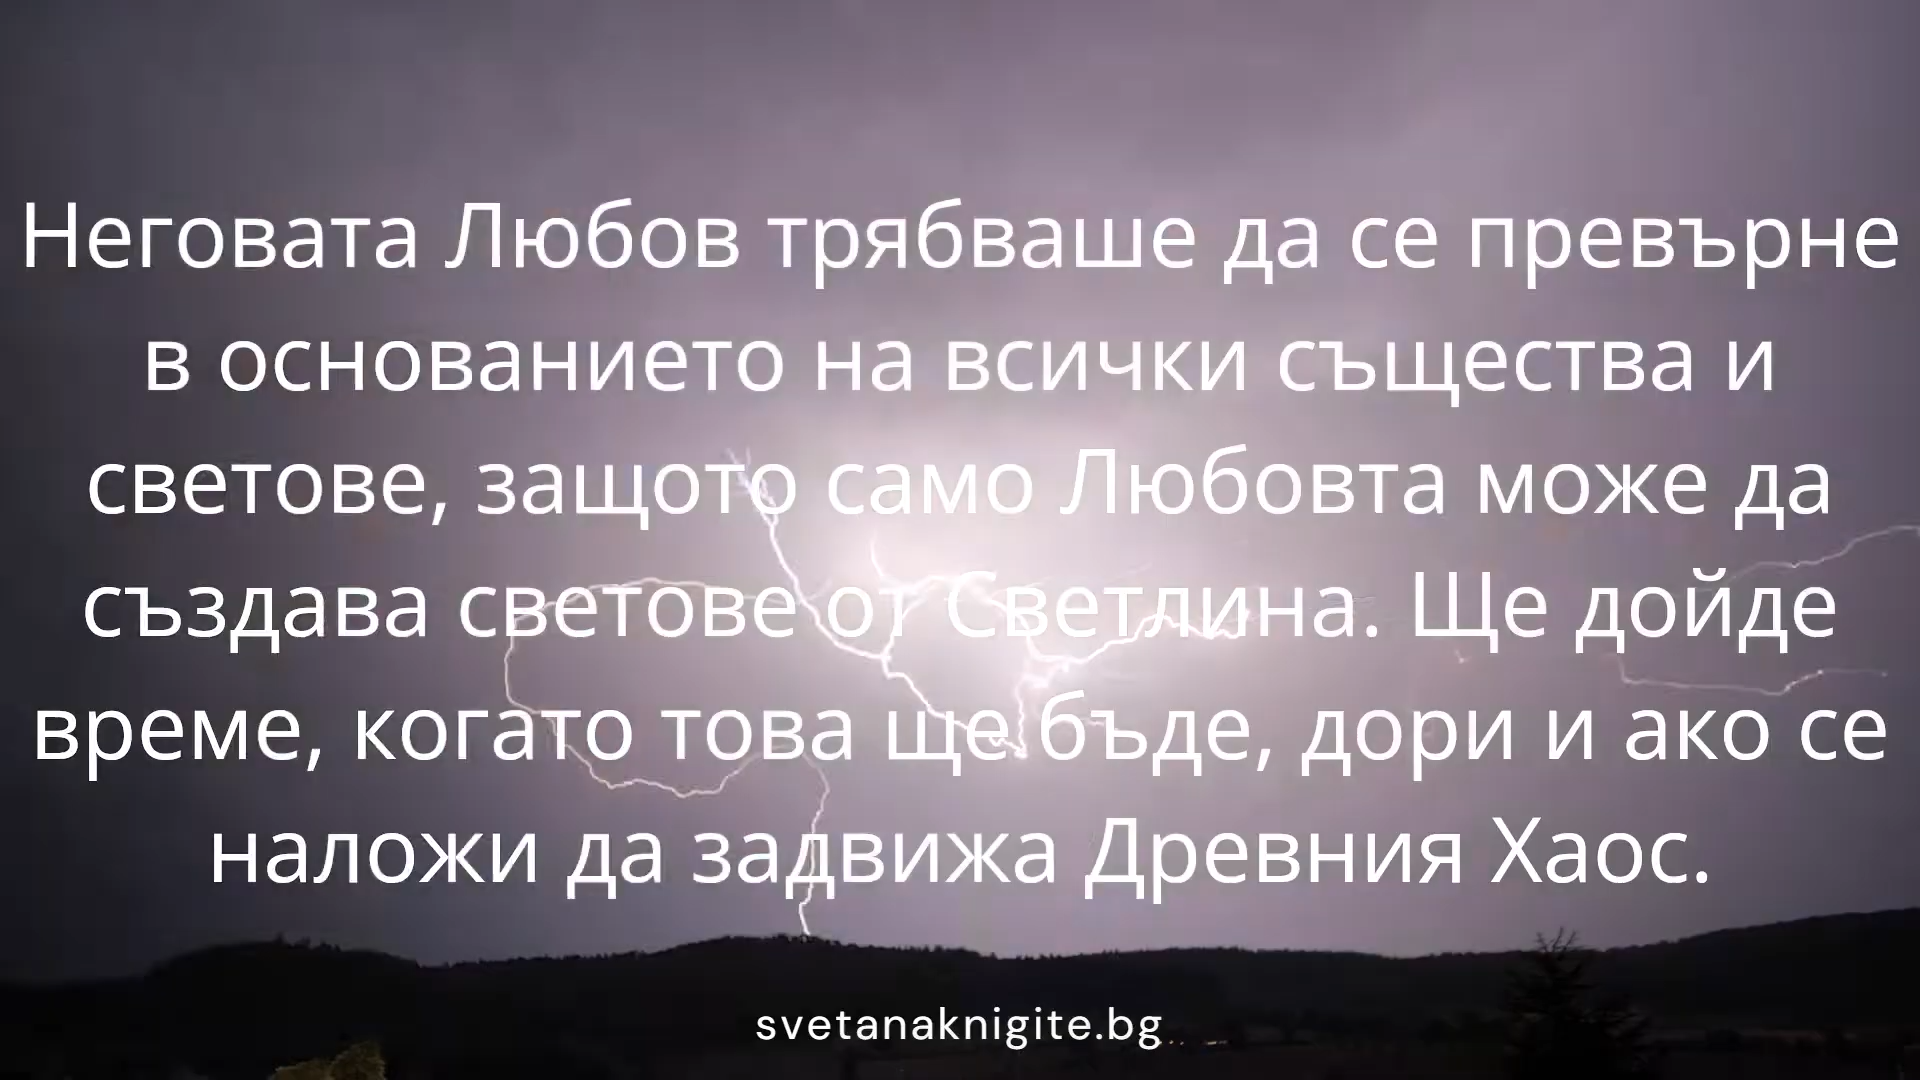 Неговата Любов трябваше да се превърне
в основанието на всички същества и
светове, защото само Любовта може да
създава светове от Светлина. Ще дойде
време, когато това ще бъде, дори и ако се
наложи да задвижа Древния Хаос.
svetanaknigite.bg